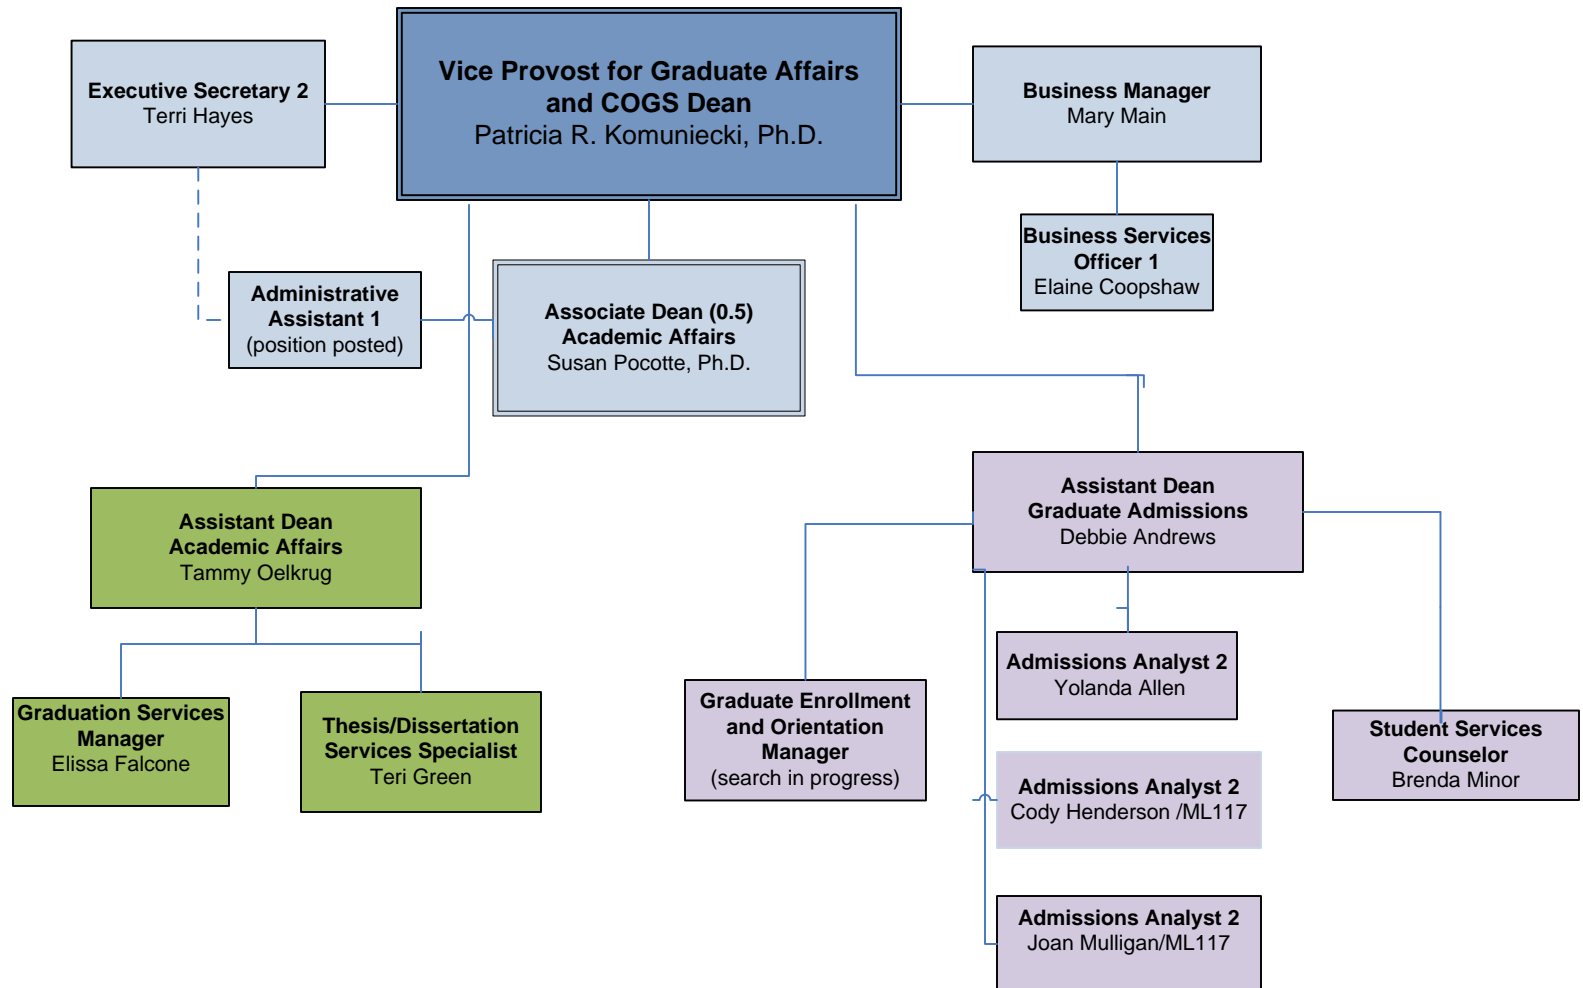 Vice Provost for Graduate Affairs
and COGS Dean
Patricia R. Komuniecki, Ph.D.
Executive Secretary 2
Terri Hayes
Business Manager
Mary Main
Business Services
Officer 1
Elaine Coopshaw
Administrative
Assistant 1
(position posted)
Associate Dean (0.5)
Academic Affairs
Susan Pocotte, Ph.D.
Assistant Dean
Academic Affairs
Tammy Oelkrug
Assistant Dean
Graduate Admissions
Debbie Andrews
Graduation Services
Manager
Elissa Falcone
Thesis/Dissertation
Services Specialist
Teri Green
Graduate Enrollment
and Orientation
Manager
(search in progress)
Admissions Analyst 2
Yolanda Allen
Admissions Analyst 2
Cody Henderson /ML117
Admissions Analyst 2
Joan Mulligan/ML117
Student Services
Counselor
Brenda Minor